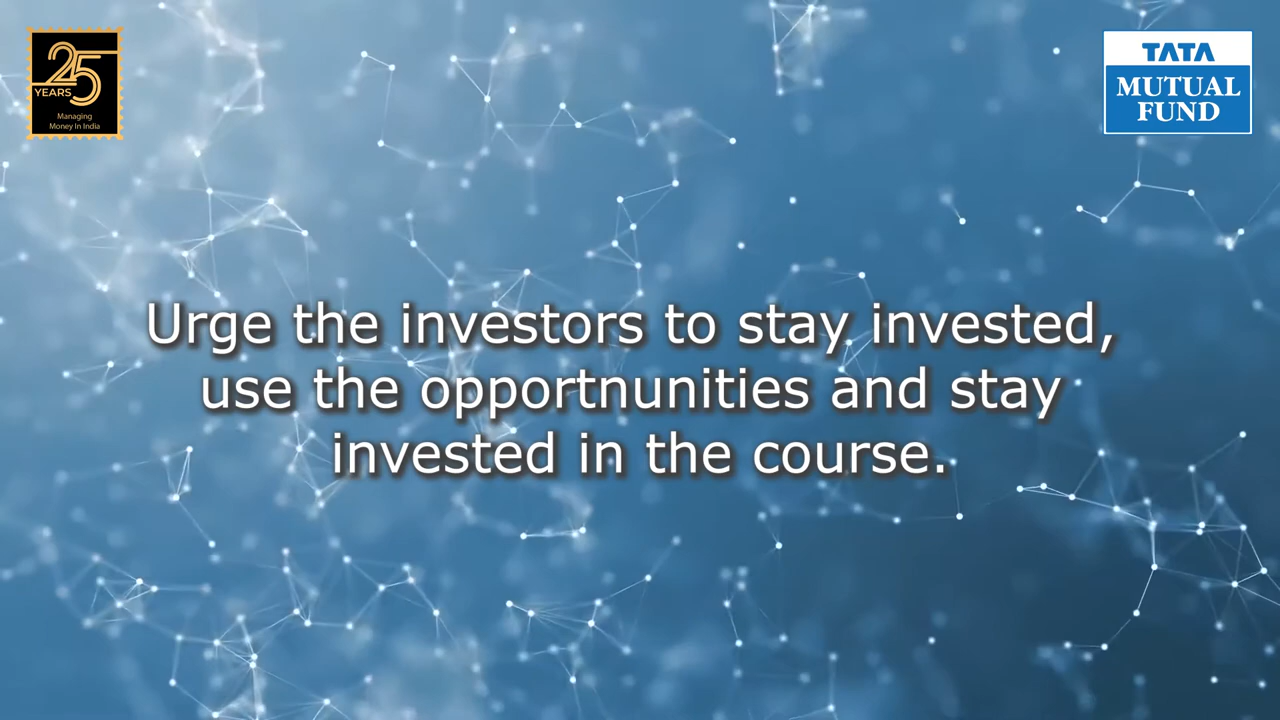 25
YEARS
Managing
Money In India
TATA
MUTUAL
FUND
Urge the investors to stay invested,
use the opportnunities and stay
invested in the course.